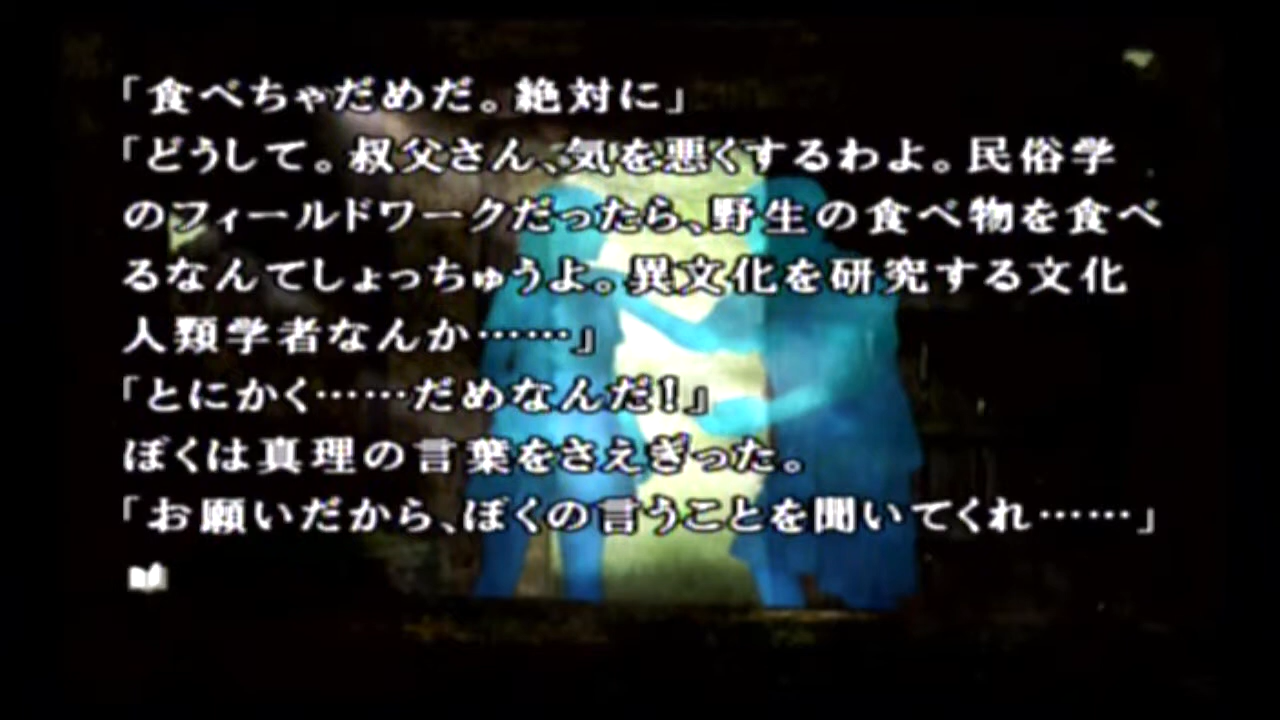 「食べちゃだめだ。絶対に」
「どうして。叔父さん、気を悪くするわよ。民俗学
のフィールドワークだったら、野生の食べ物を食べ
るなんてしょっちゅうよ。異文化を研究する文化
人類学者なんか……」
「とにかく……だめなんだ！」
ぼくは真理の言葉をさえぎった。
「お願いだから、ぼくの言うことを聞いてくれ……」